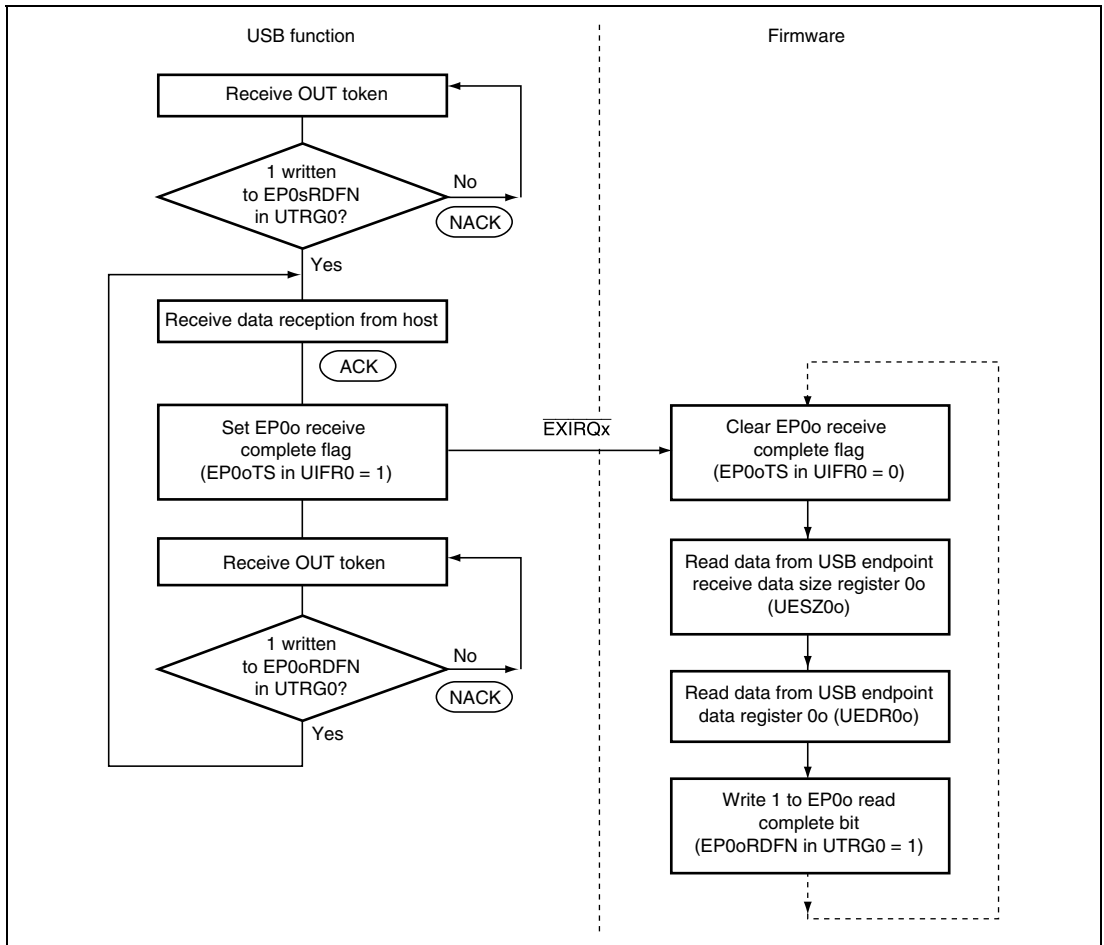 USB function
Firmware
Receive OUT token
1 written
to EP0sRDFN
in UTRG0?
No
NACK
Yes
Receive data reception from host
ACK
Set EP0o receive
complete flag
(EP0oTS in UIFR0 = 1)
EXIRQx
Clear EP0o receive
complete flag
(EP0oTS in UIFR0 = 0)
Receive OUT token
1 written
to EP0oRDFN
in UTRG0?
No
NACK
Yes
Read data from USB endpoint
receive data size register 0o
(UESZ0o)
Read data from USB endpoint
data register 0o (UEDR0o)
Write 1 to EP0o read
complete bit
(EP0oRDFN in UTRG0 = 1)